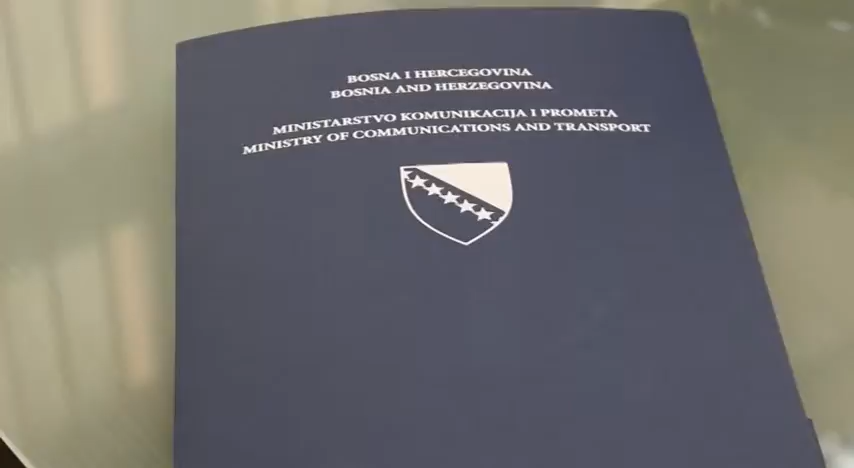 BOSNA I HERCEGOVINA
BOSNIA AND HERZEGOVINA
MINISTARSTVO KOMUNIKACIJA I PROMETA
MINISTRY OF COMMUNICATIONS AND TRANSPORT